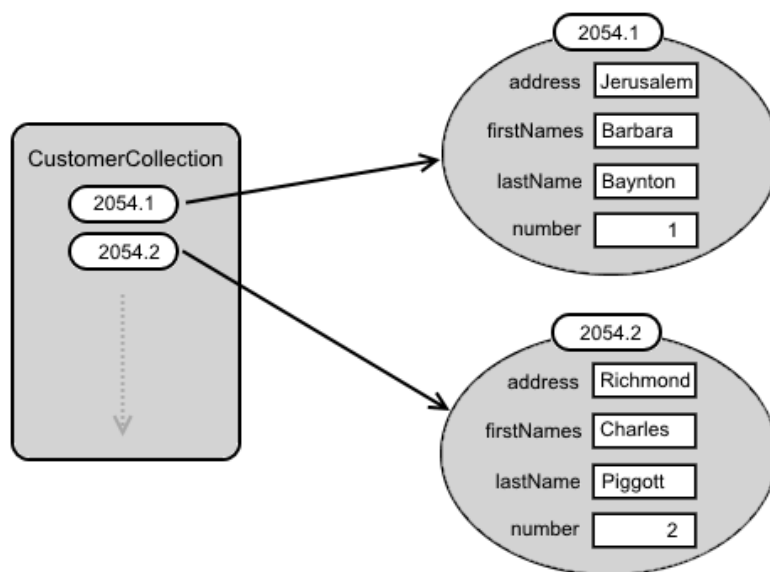 CustomerCollection
2054.1
2054.2
2054.1
address Jerusalem
firstNames Barbara
lastName Baynton
number 1
2054.2
address Richmond
firstNames Charles
lastName Piggott
number 2